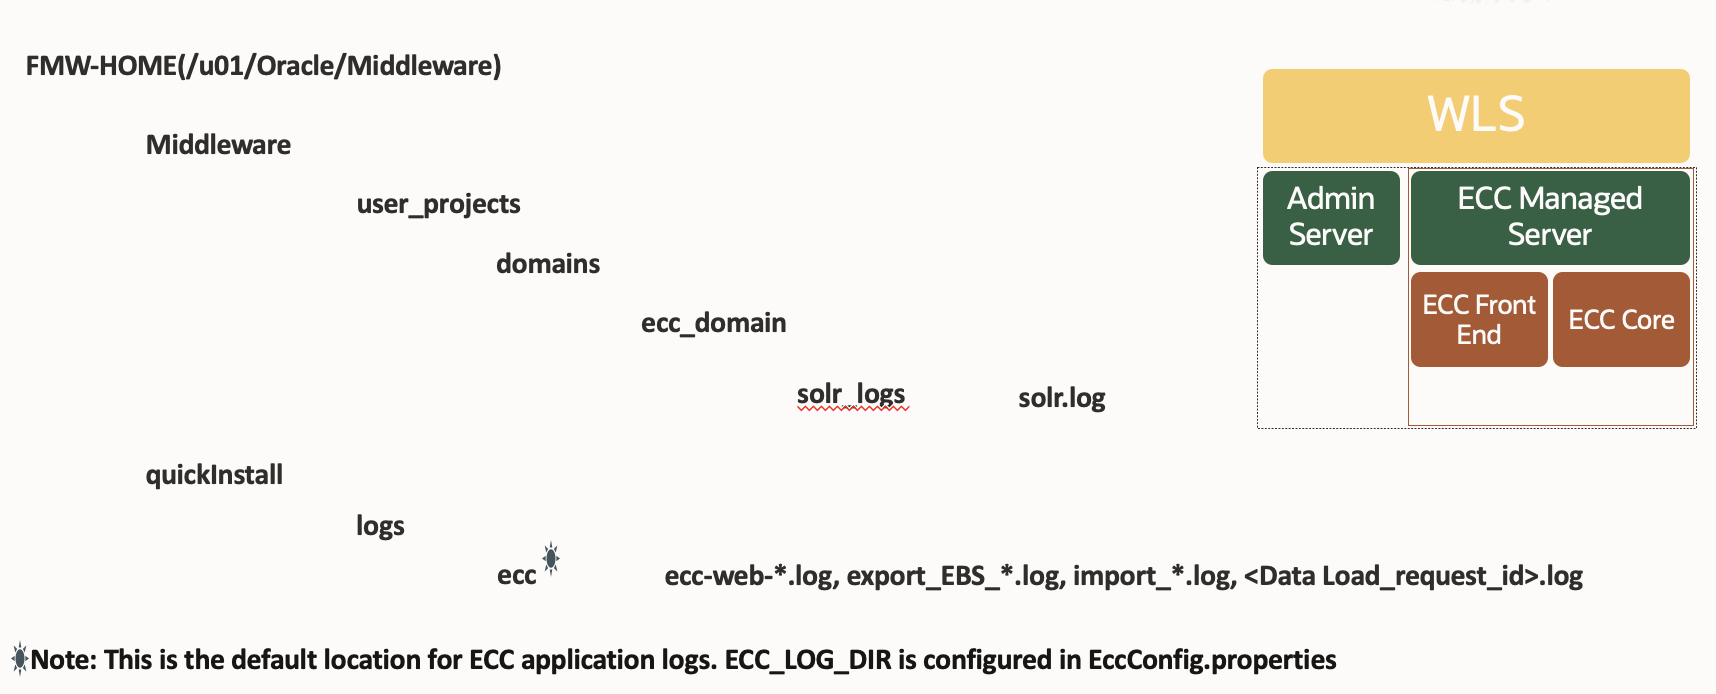 FMW-HOME(/u01/Oracle/Middleware)
Middleware
user_projects
domains
ecc_domain
solr_logs solr.log
quickInstall
logs
ecc ecc-web-*.log, export_EBS_*.log, import_*.log, <Data Load_request_id>.log
Note: This is the default location for ECC application logs. ECC_LOG_DIR is configured in EccConfig.properties
WLS
Admin
Server
ECC Managed
Server
ECC Front
End
ECC Core